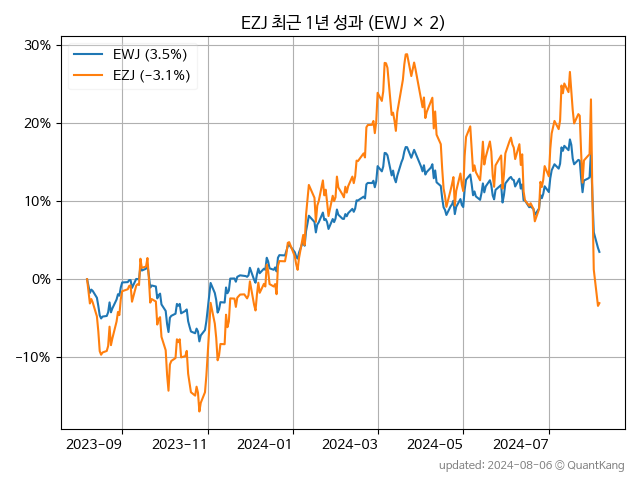 EZJ 최근 1년 성과 (EWJ × 2)
EWJ (3.5%)
EZJ (−3.1%)
30%
20%
10%
0%
−10%
2023-09
2023-11
2024-01
2024-03
2024-05
2024-07
updated: 2024-08-06 © QuantKang